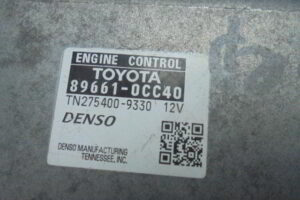 ENGINE CONTROL
TOYOTA
89661-0CC40
TN275400-9330 12V
DENSO
DENSO MANUFACTURING
TENNESSEE, INC.